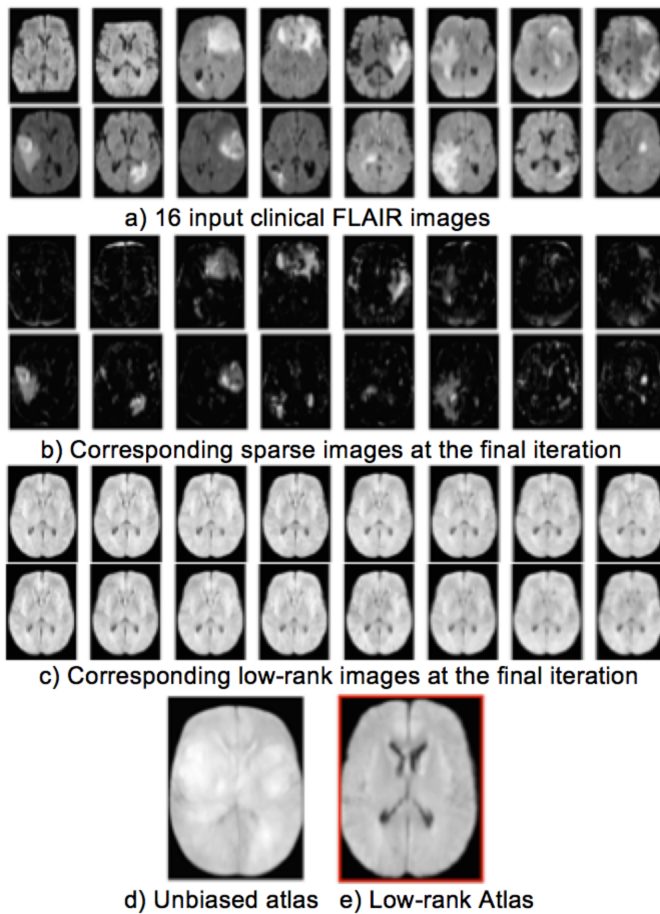 a) 16 input clinical FLAIR images
b) Corresponding sparse images at the final iteration
c) Corresponding low-rank images at the final iteration
d) Unbiased atlas e) Low-rank Atlas